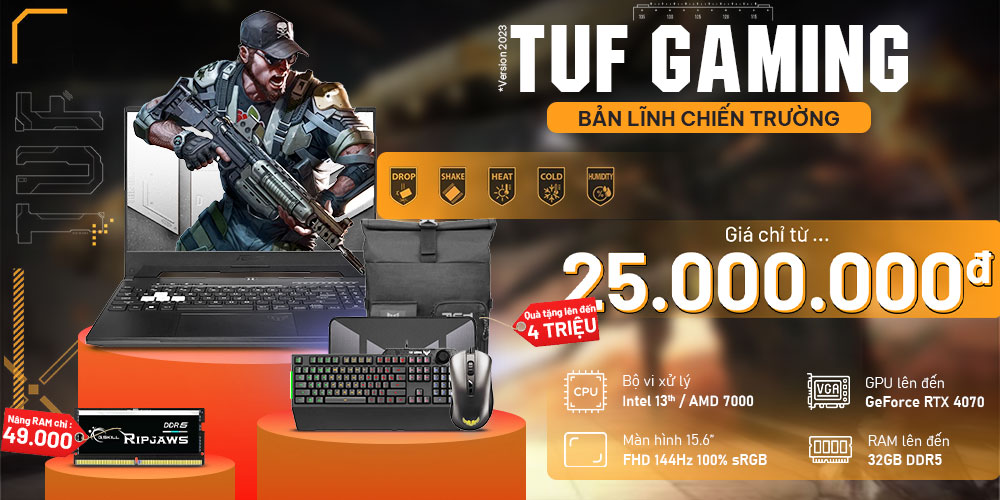 *Version 2023
TUF GAMING
BẢN LĨNH CHIẾN TRƯỜNG
TUF
DROP
SHAKE
HEAT
COLD
HUMIDITY
Giá chỉ từ ...
25.000.000đ
Quà tặng lên đến
4 TRIỆU
CPU
Bộ vi xử lý
Intel 13th / AMD 7000
VGA
GPU lên đến
GeForce RTX 4070
Màn hình 15.6"
FHD 144Hz 100% sRGB
RAM lên đến
32GB DDR5
Nâng RAM chỉ :
49.000
DDR5
G.SKILL
RIPJAWS